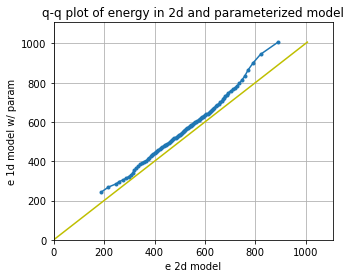 q-q plot of energy in 2d and parameterized model
e 1d model w/ param
1000
800
600
400
200
0
0 200 400 600 800 1000
e 2d model